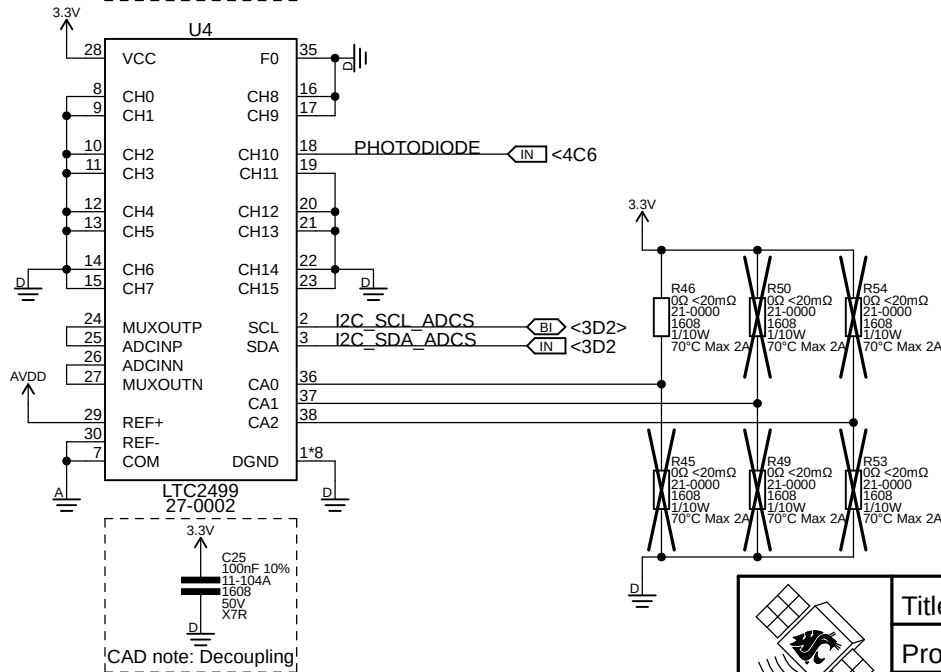 3.3V
U4
28 VCC F0 35 D
8 CH0 CH8 16
9 CH1 CH9 17
10 CH2 CH10 18 PHOTODIODE IN <4C6
11 CH3 CH11 19
12 CH4 CH12 20
13 CH5 CH13 21
14 CH6 CH14 22
D 15 CH7 CH15 23 D
24 MUXOUTP SCL 2 I2C_SCL_ADCS BI <3D2>
25 ADCINP SDA 3 I2C_SDA_ADCS IN <3D2
26 ADCINN
27 MUXOUTN CA0 36
CA1 37
AVDD
29 REF+ CA2 38
30 REF-
7 COM DGND 1*8
A
D
LTC2499
27-0002
3.3V
C25
100nF 10%
11-104A
1608
50V
X7R
D
CAD note: Decoupling
3.3V
R46
0Ω <20mΩ
21-0000
1608
1/10W
70°C Max 2A
R50
0Ω <20mΩ
21-0000
1608
1/10W
70°C Max 2A
R54
0Ω <20mΩ
21-0000
1608
1/10W
70°C Max 2A
R45
0Ω <20mΩ
21-0000
1608
1/10W
70°C Max 2A
R49
0Ω <20mΩ
21-0000
1608
1/10W
70°C Max 2A
R53
0Ω <20mΩ
21-0000
1608
1/10W
70°C Max 2A
D
Title
Pro